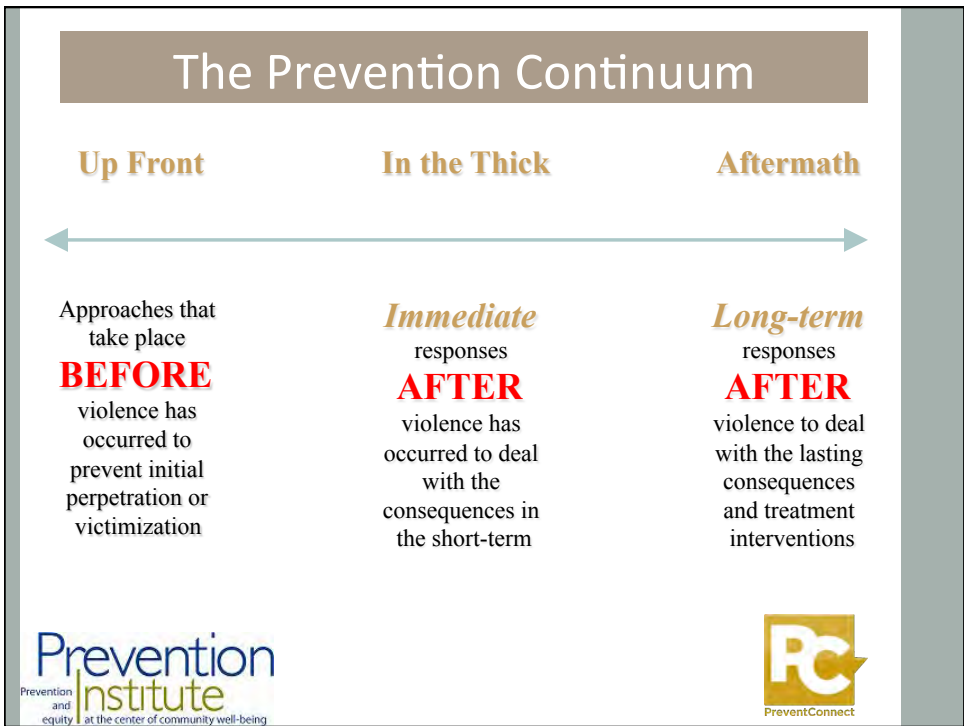 The Prevention Continuum
Up Front
In the Thick
Aftermath
Approaches that
take place
BEFORE
violence has
occurred to
prevent initial
perpetration or
victimization
Immediate
responses
AFTER
violence has
occurred to deal
with the
consequences in
the short-term
Long-term
responses
AFTER
violence to deal
with the lasting
consequences
and treatment
interventions
Prevention
Institute
Prevention
and
equity at the center of community well-being
PC
PreventConnect